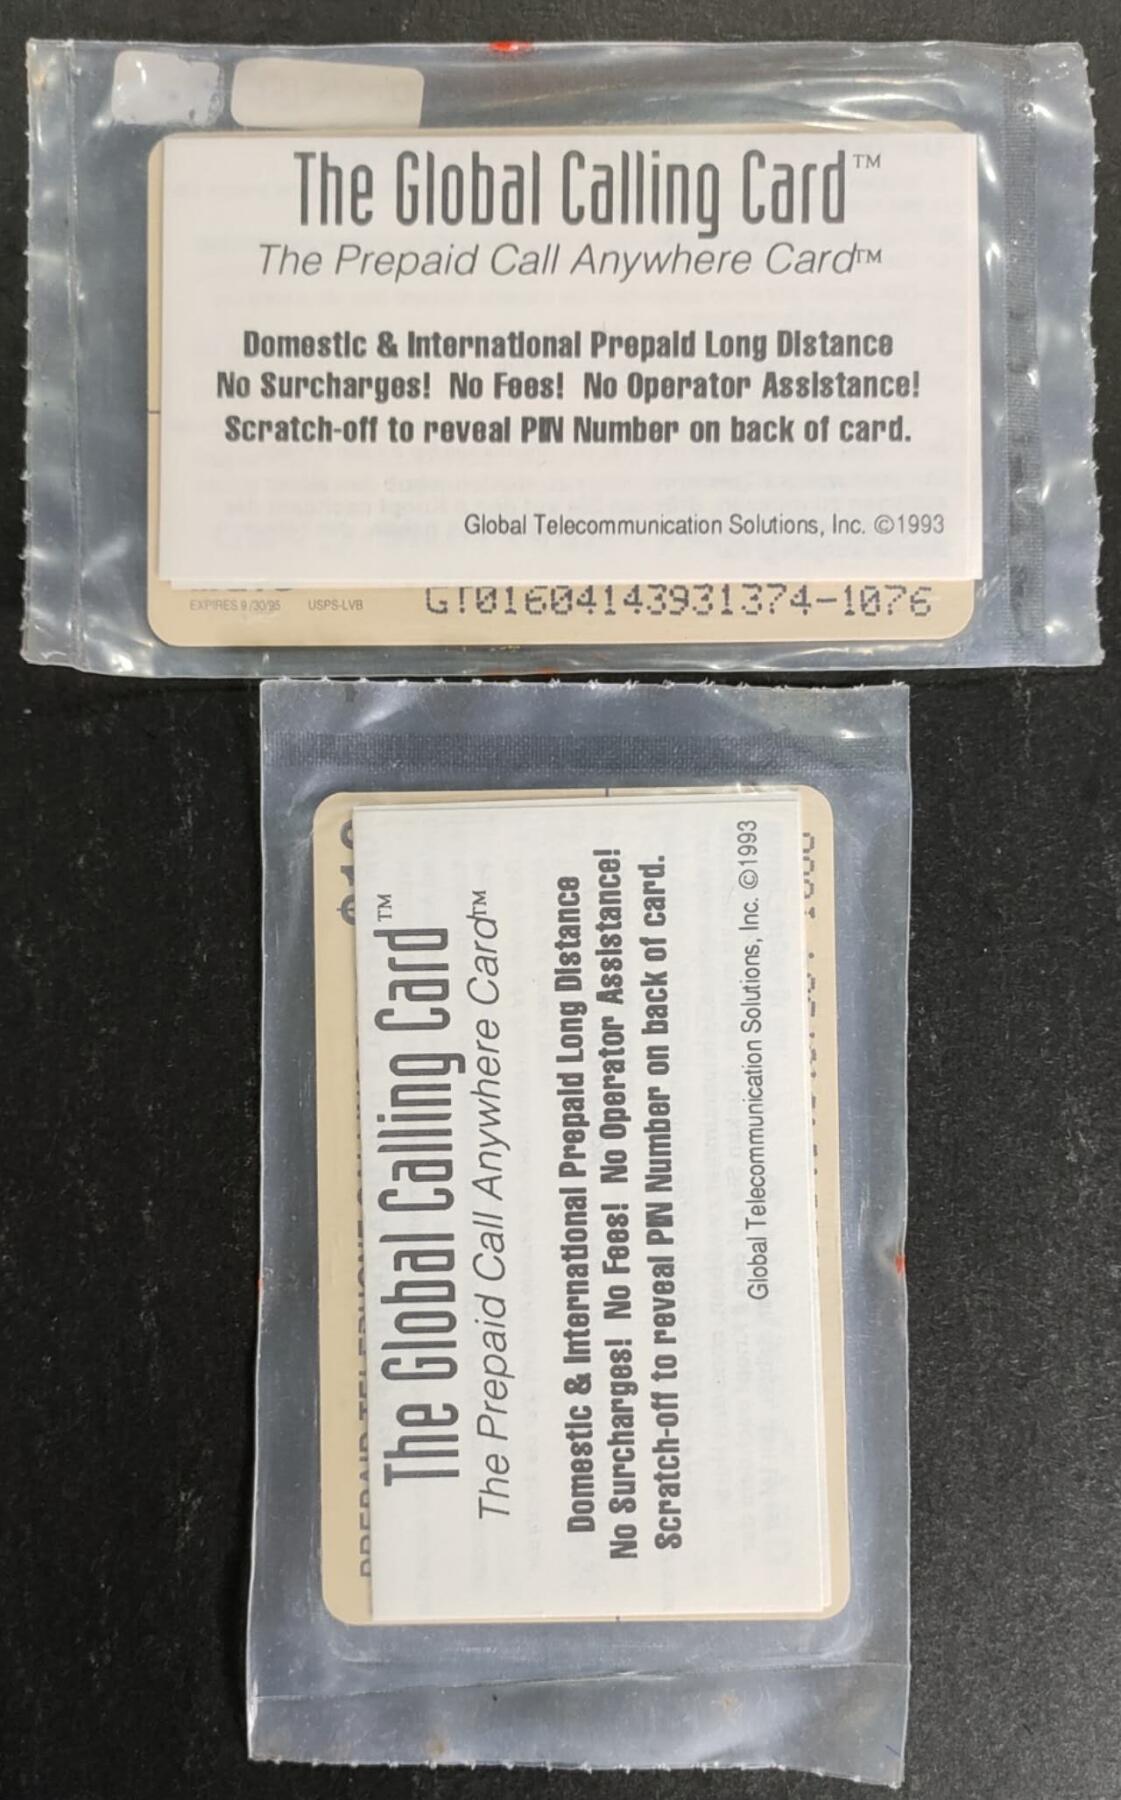 The Global Calling Card™
The Prepaid Call Anywhere Card™
Domestic & International Prepaid Long Distance
No Surcharges! No Fees! No Operator Assistance!
Scratch-off to reveal PIN Number on back of card.
Global Telecommunication Solutions, Inc. ©1993
EXPIRES 9/30/95 USPS-LVB
GT01604143931374-1076
PREPAID TELEPHONE
The Global Calling Card™
The Prepaid Call Anywhere Card™
Domestic & International Prepaid Long Distance
No Surcharges! No Fees! No Operator Assistance!
Scratch-off to reveal PIN Number on back of card.
Global Telecommunication Solutions, Inc. ©1993